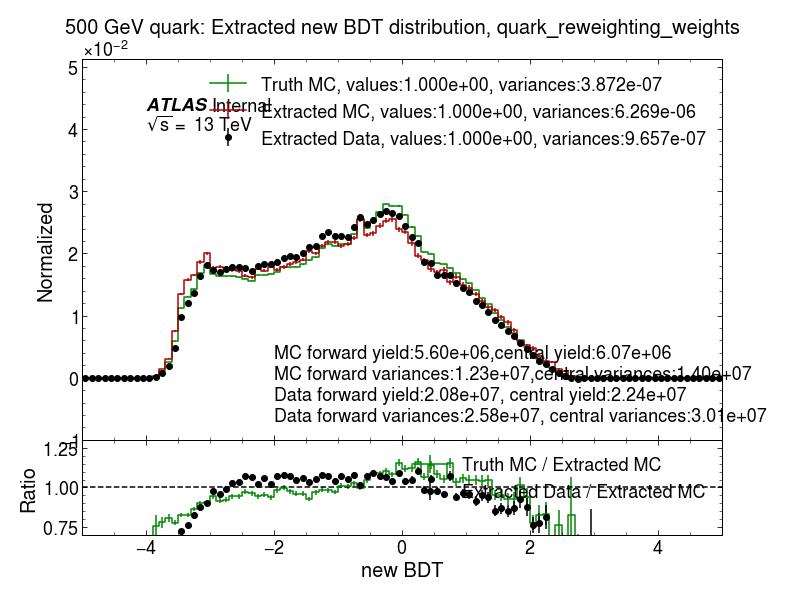 500 GeV quark: Extracted new BDT distribution, quark_reweighting_weights
×10−2
Truth MC, values:1.000e+00, variances:3.872e-07
ATLAS Internal
Extracted MC, values:1.000e+00, variances:6.269e-06
√s = 13 TeV
Extracted Data, values:1.000e+00, variances:9.657e-07
5
4
3
2
1
0
−1
Normalized
MC forward yield:5.60e+06,central yield:6.07e+06
MC forward variances:1.23e+07,central variances:1.40e+07
Data forward yield:2.08e+07, central yield:2.24e+07
Data forward variances:2.58e+07, central variances:3.01e+07
1.25
1.00
0.75
Ratio
Truth MC / Extracted MC
Extracted Data / Extracted MC
−4 −2 0 2 4
new BDT